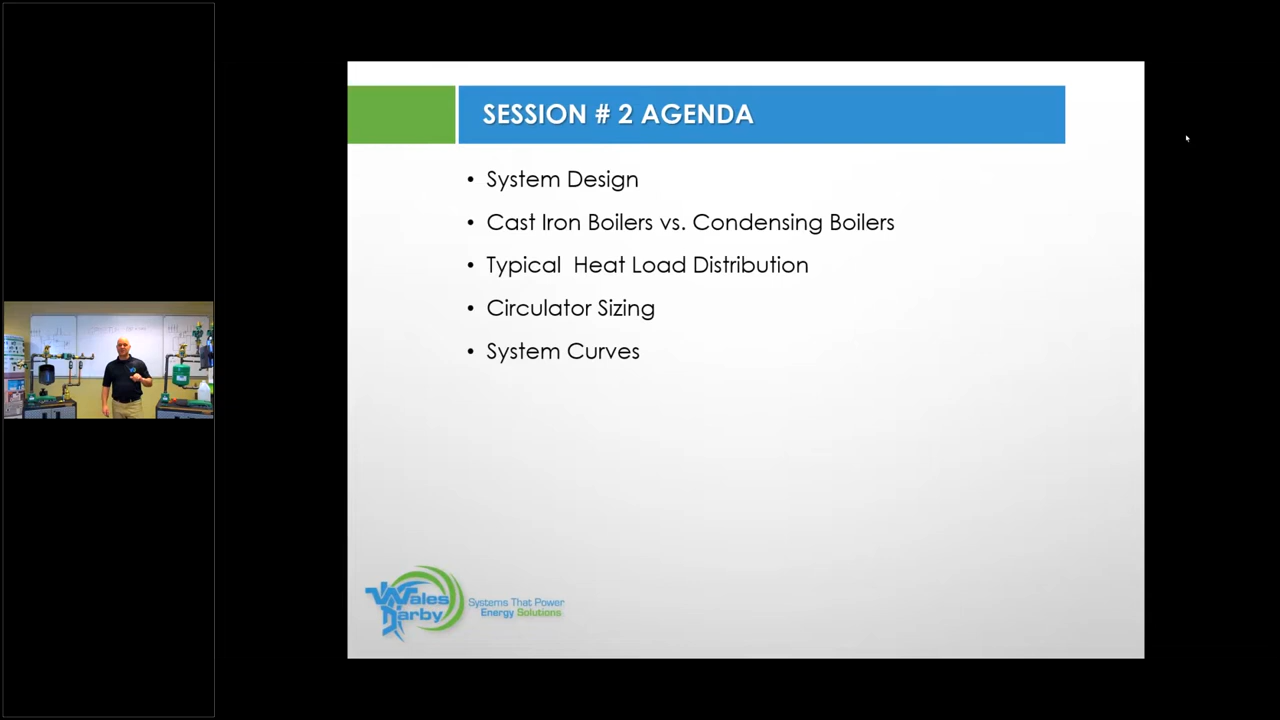 SESSION # 2 AGENDA
• System Design
• Cast Iron Boilers vs. Condensing Boilers
• Typical Heat Load Distribution
• Circulator Sizing
• System Curves
Wales
Darby
Systems That Power
Energy Solutions